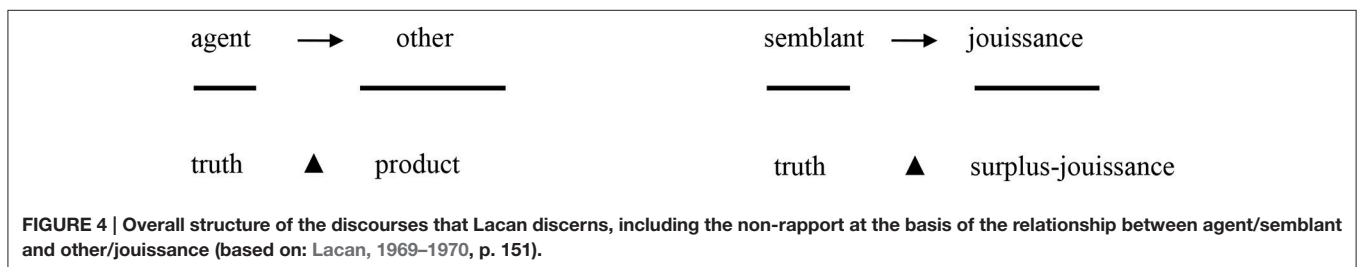 agent → other semblant → jouissance
truth ▲ product truth ▲ surplus-jouissance
FIGURE 4 | Overall structure of the discourses that Lacan discerns, including the non-rapport at the basis of the relationship between agent/semblant
and other/jouissance (based on: Lacan, 1969–1970, p. 151).